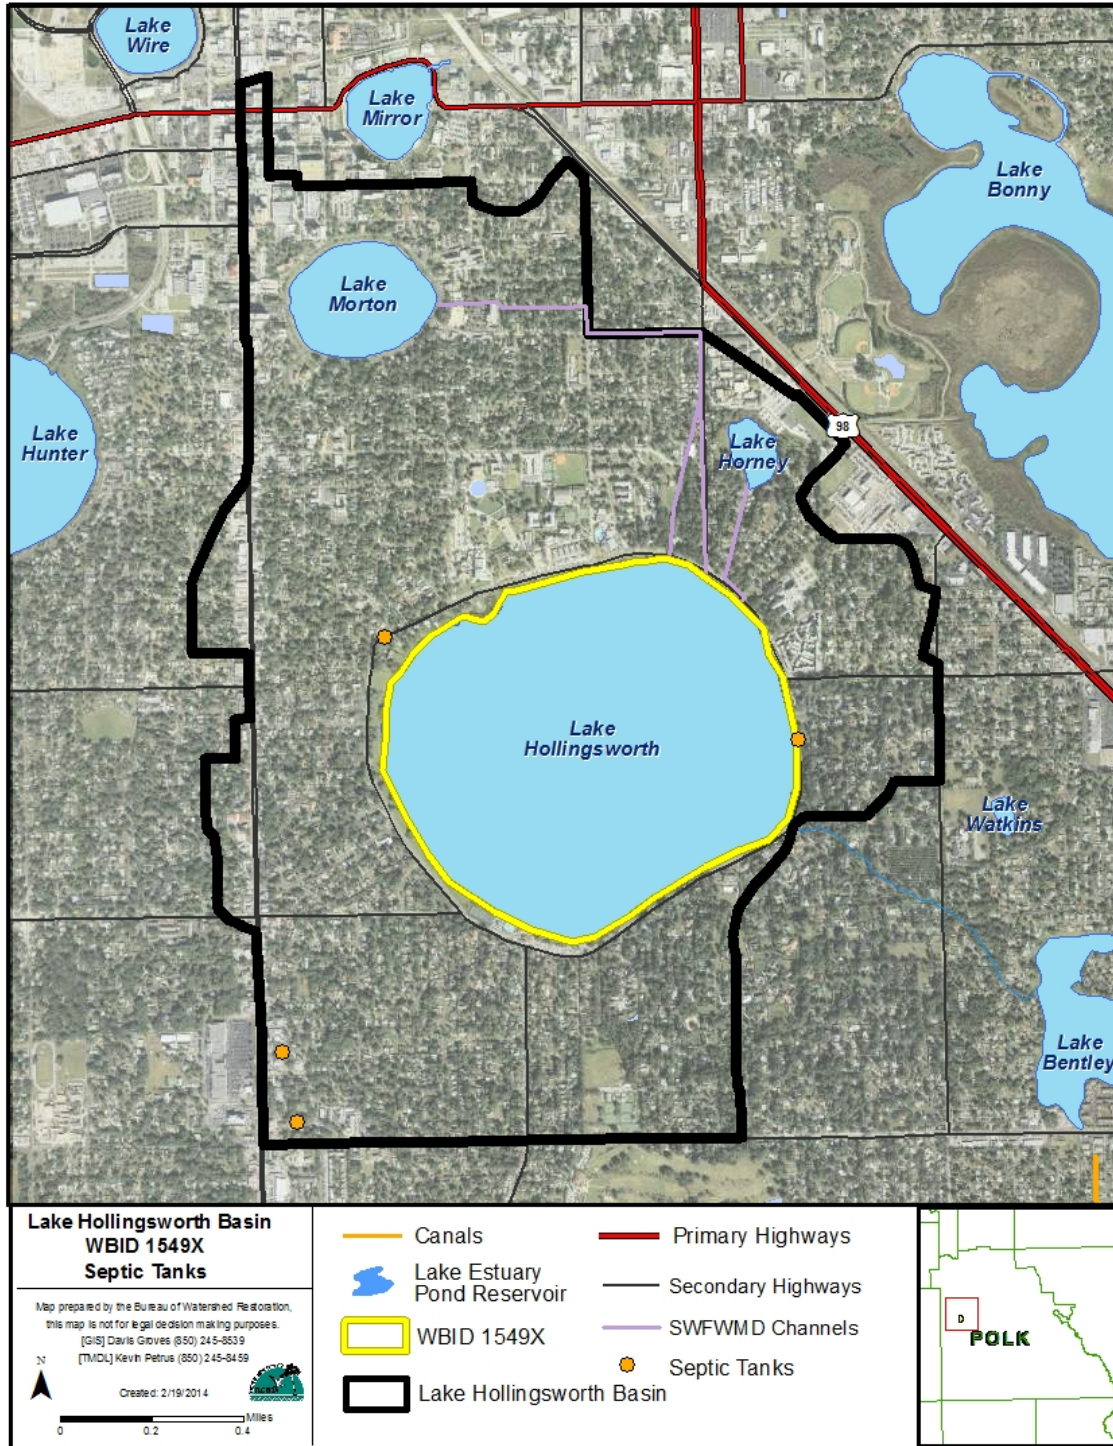 Lake
Wire
Lake
Mirror
Lake
Bonny
Lake
Morton
98
Lake
Hunter
Lake
Horney
Lake
Hollingsworth
Lake
Watkins
Lake
Bentley
Lake Hollingsworth Basin
WBID 1549X
Septic Tanks
Map prepared by the Bureau of Watershed Restoration,
this map is not for legal decision making purposes.
[GIS] Davis Groves (850) 245-8539
[TMDL] Kevin Petrus (850) 245-8459
N
Created: 2/19/2014
Miles
0 0.2 0.4
Canals
Lake Estuary
Pond Reservoir
WBID 1549X
Lake Hollingsworth Basin
Primary Highways
Secondary Highways
SWFWMD Channels
Septic Tanks
D
POLK